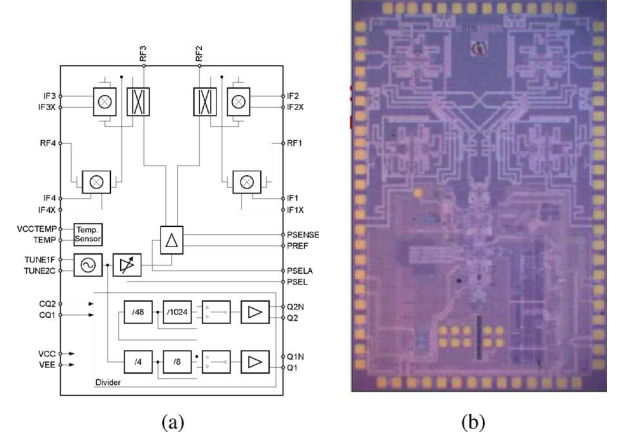 RF3
RF2
IF3
IF3X
IF2
IF2X
RF4
RF1
IF4
IF4X
IF1
IF1X
VCCTEMP
TEMP
Temp.
Sensor
PSENSE
PREF
TUNE1F
TUNE2C
PSELA
PSEL
CQ2
CQ1
/48
/1024
Q2N
Q2
VCC
VEE
/4
/8
Q1N
Q1
Divider
(a)
(b)